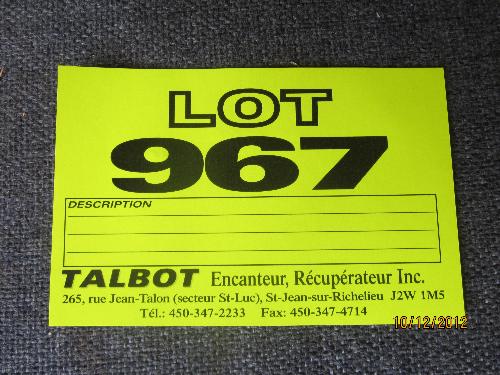 LOT
967
DESCRIPTION
TALBOT Encanteur, Récupérateur Inc.
265, rue Jean-Talon (secteur St-Luc), St-Jean-sur-Richelieu J2W 1M5
Tél.: 450-347-2233 Fax: 450-347-4714
10/12/2012